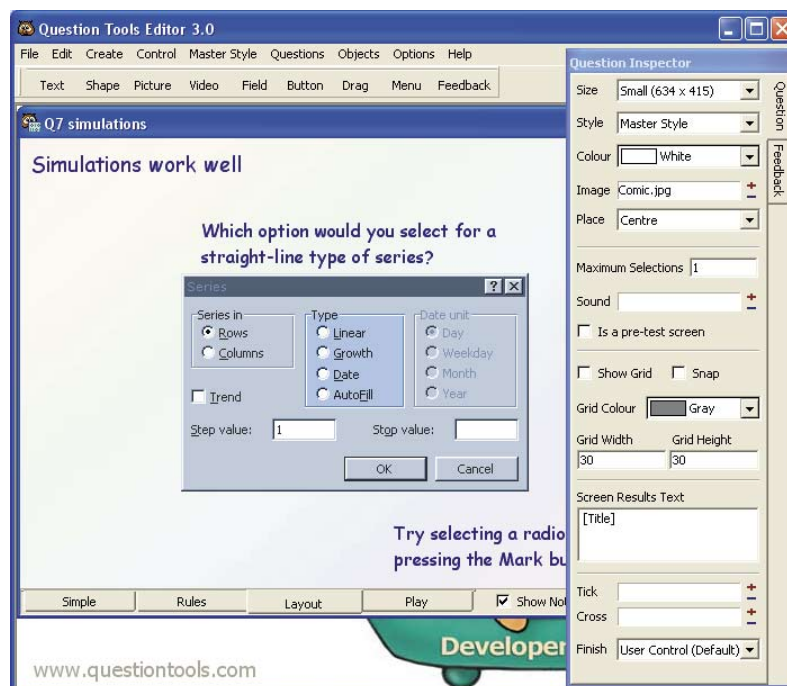 Question Tools Editor 3.0
File Edit Create Control Master Style Questions Objects Options Help
Text Shape Picture Video Field Button Drag Menu Feedback
Q7 simulations
Simulations work well
Which option would you select for a
straight-line type of series?
Series
Series in
Rows
Columns
Trend
Type
Linear
Growth
Date
AutoFill
Date unit
Day
Weekday
Month
Year
Step value: 1 Stop value:
OK Cancel
Try selecting a radio
pressing the Mark bu
Simple Rules Layout Play Show Not
Developer
www.questiontools.com
Question Inspector
Question
Feedback
Size Small (634 x 415)
Style Master Style
Colour White
Image Comic.jpg
Place Centre
Maximum Selections 1
Sound
Is a pre-test screen
Show Grid Snap
Grid Colour Gray
Grid Width Grid Height
30 30
Screen Results Text
[Title]
Tick
Cross
Finish User Control (Default)